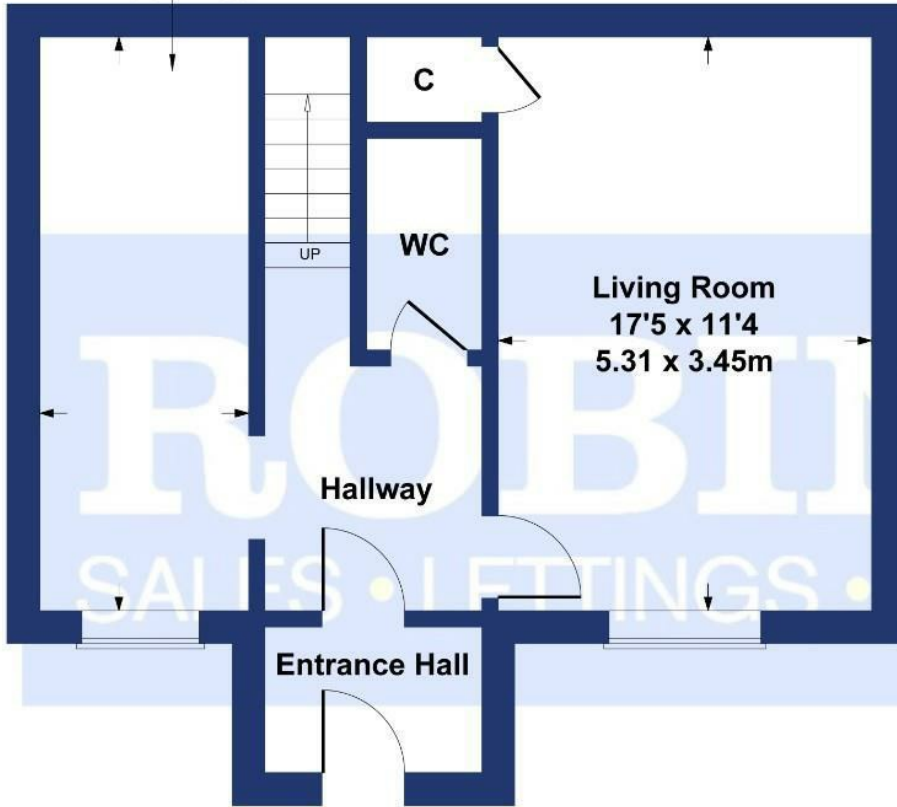 C
WC
UP
Living Room
17'5 x 11'4
5.31 x 3.45m
Hallway
Entrance Hall
SALES • LETTINGS •